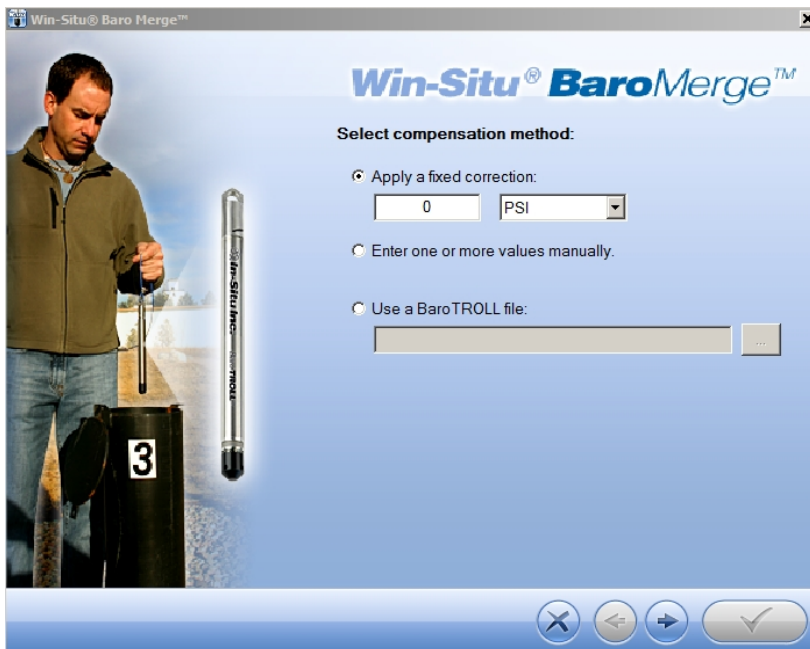 Win-Situ® Baro Merge™
Win-Situ® BaroMerge™
Select compensation method:
Apply a fixed correction:
0 PSI
Enter one or more values manually.
Use a BaroTROLL file:
...
In-Situ Inc. BaroTROLL
3